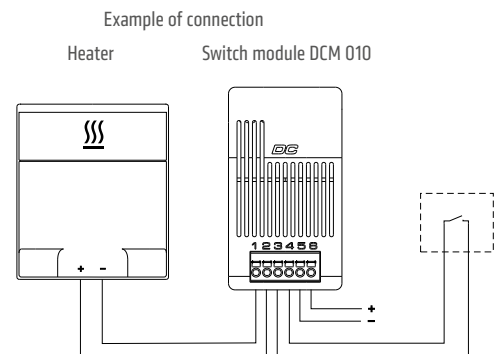 Example of connection
Heater Switch module DCM 010
DC
1 2 3 4 5 6
+ -
+
-